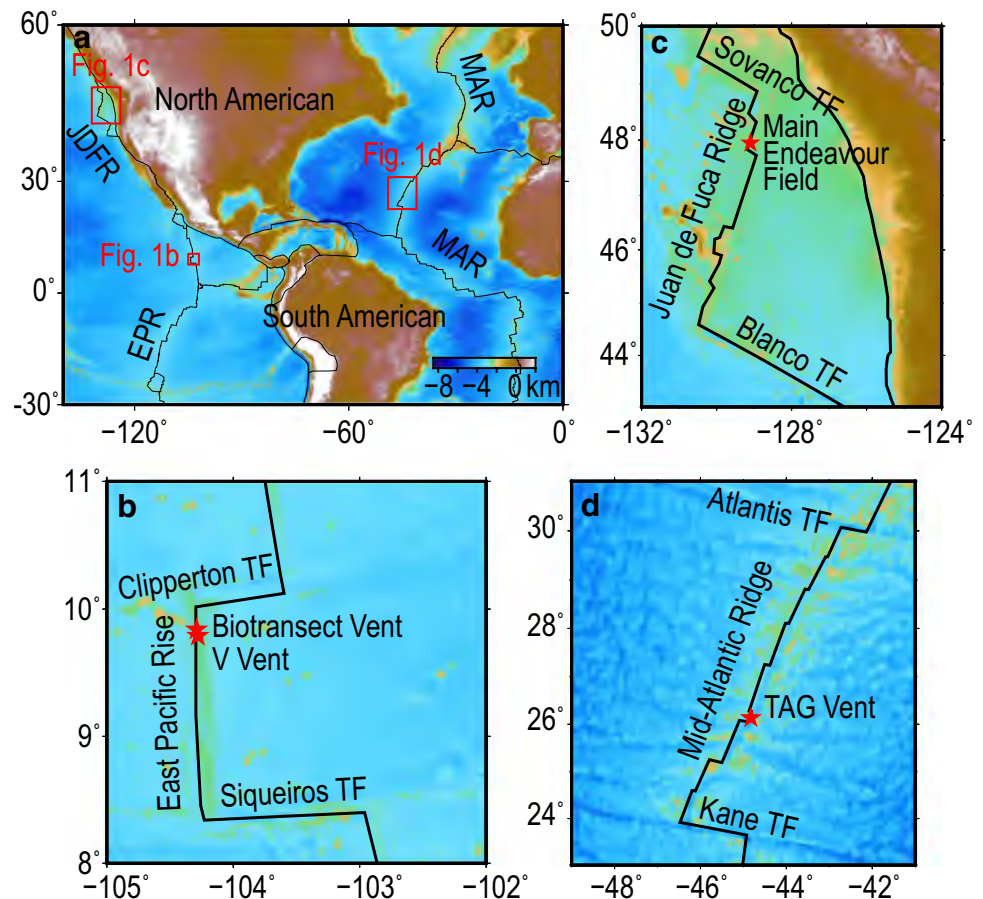 60°
a
Fig. 1c
North American
MAR
JDFR
Fig. 1d
30°
Fig. 1b
MAR
0°
EPR
South American
−8 −4 0 km
-30°
−120° −60° 0°
50°
c
Sovanco TF
48°
Main
Endeavour
Field
Juan de Fuca Ridge
46°
Blanco TF
44°
−132° −128° −124°
11°
b
Clipperton TF
10°
Biotransect Vent
V Vent
East Pacific Rise
9°
Siqueiros TF
8°
−105° −104° −103° −102°
d
Atlantis TF
30°
Mid-Atlantic Ridge
28°
TAG Vent
26°
Kane TF
24°
−48° −46° −44° −42°